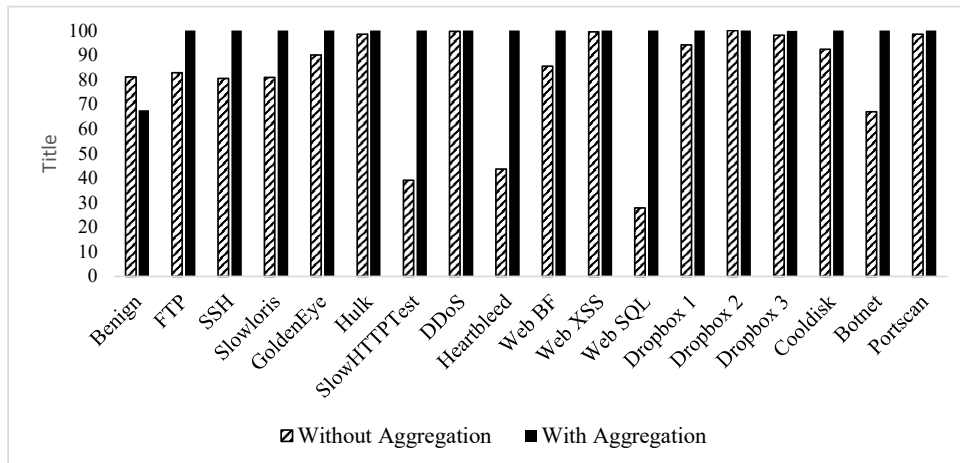 100
90
80
70
60
50
40
30
20
10
0
Title
Benign
FTP
SSH
Slowloris
GoldenEye
Hulk
SlowHTTPTest
DDoS
Heartbleed
Web BF
Web XSS
Web SQL
Dropbox 1
Dropbox 2
Dropbox 3
Cooldisk
Botnet
Portscan
Without Aggregation
With Aggregation